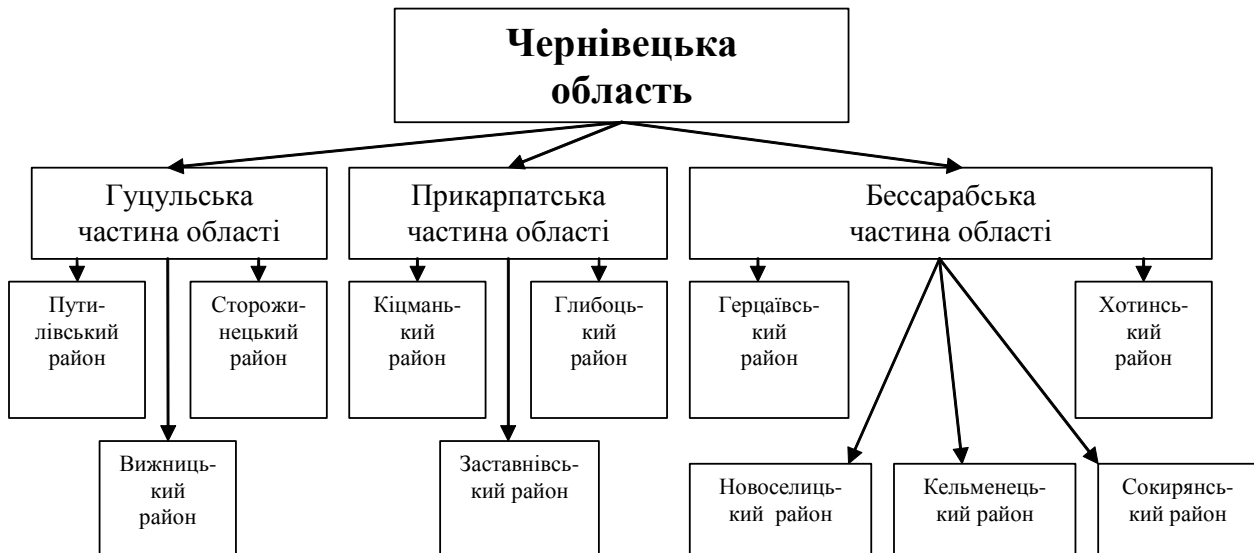 Чернівецька
область
Гуцульська
частина області
Прикарпатська
частина області
Бессарабська
частина області
Пути-
лівський
район
Сторожи-
нецький
район
Кіцмань-
кий
район
Глибоць-
кий
район
Герцаївсь-
кий
район
Хотинсь-
кий
район
Вижниць-
кий
район
Заставнівсь-
кий район
Новоселиць-
кий район
Кельменець-
кий район
Сокирянсь-
кий район